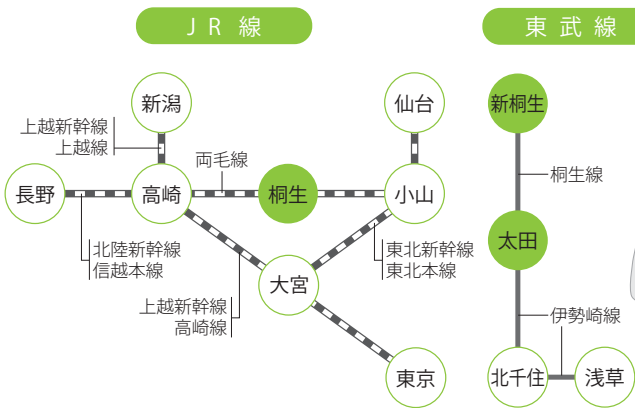 JR線
東武線
新潟
仙台
新桐生
上越新幹線
上越線
両毛線
桐生線
長野
高崎
桐生
小山
太田
北陸新幹線
信越本線
東北新幹線
東北本線
大宮
上越新幹線
高崎線
伊勢崎線
東京
北千住
浅草